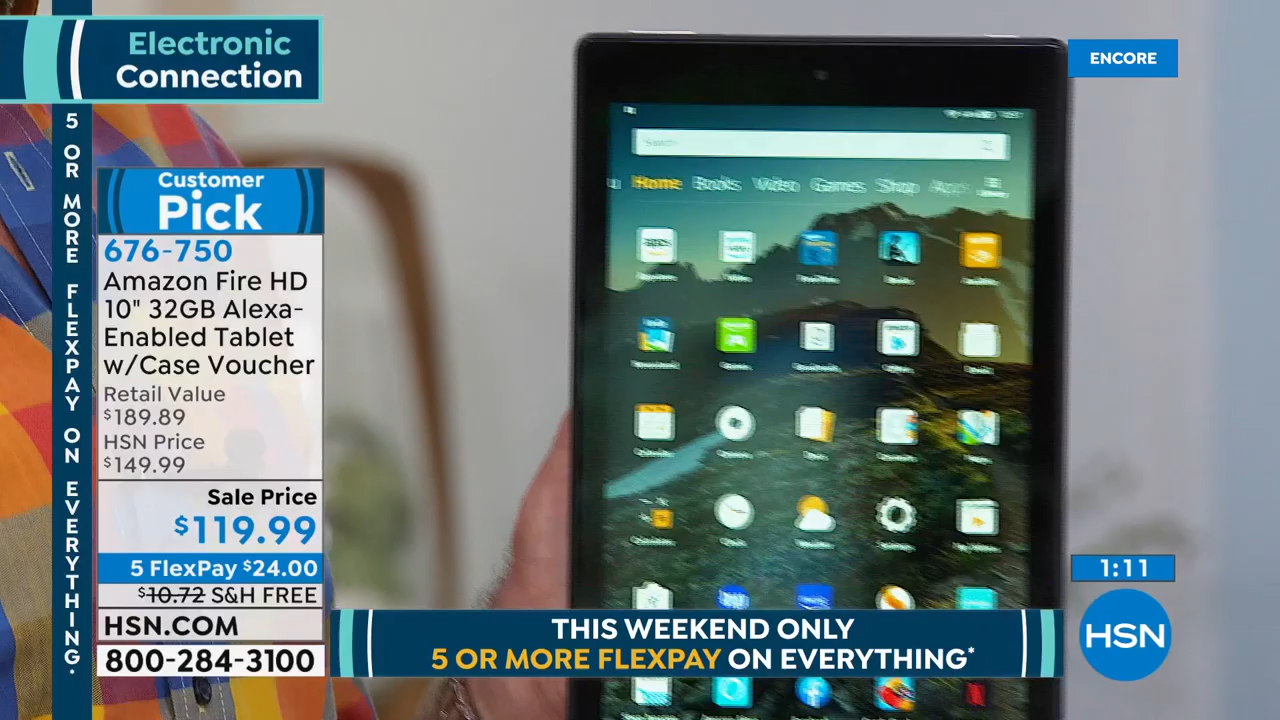 Electronic
Connection
ENCORE
5 OR MORE FLEXPAY ON EVERYTHING.
Customer
Pick
676-750
Amazon Fire HD
10" 32GB Alexa-
Enabled Tablet
w/Case Voucher
Retail Value
$189.89
HSN Price
$149.99
Sale Price
$119.99
5 FlexPay $24.00
$10.72 S&H FREE
HSN.COM
800-284-3100
Search
Home Books Video Games Shop App
1:11
HSN
THIS WEEKEND ONLY
5 OR MORE FLEXPAY ON EVERYTHING*